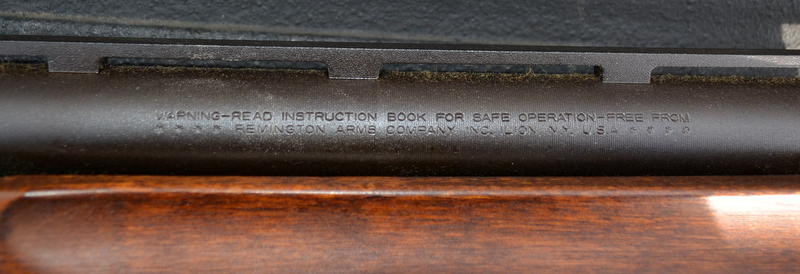 WARNING-READ INSTRUCTION BOOK FOR SAFE OPERATION-FREE FROM
* * * * REMINGTON ARMS COMPANY, INC. ILION, N.Y. U.S.A. * * * *